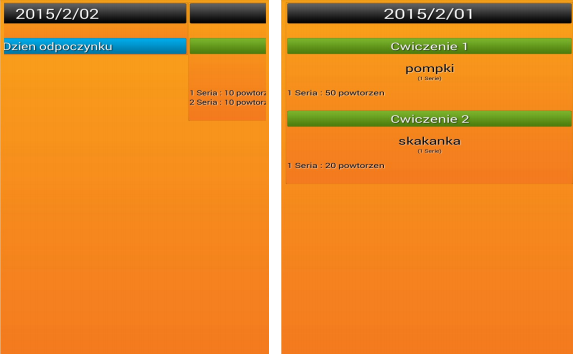 2015/2/02
Dzien odpoczynku
1 Seria : 10 powtorz
2 Seria : 10 powtorz
2015/2/01
Cwiczenie 1
pompki
(1 Serie)
1 Seria : 50 powtorzen
Cwiczenie 2
skakanka
(1 Serie)
1 Seria : 20 powtorzen